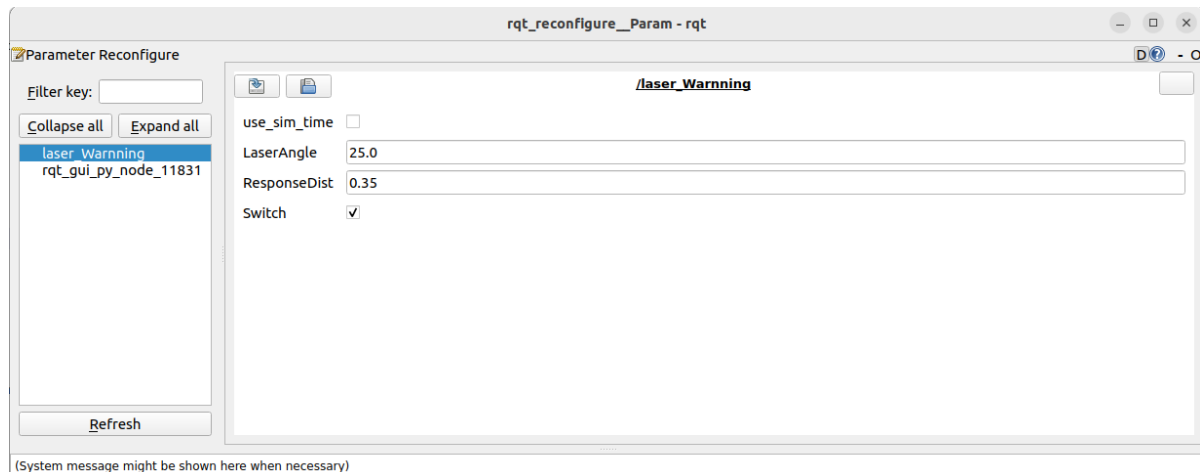 rqt_reconfigure__Param - rqt
Parameter Reconfigure
D - O
Filter key:
/laser_Warnning
Collapse all Expand all
use_sim_time
laser_Warnning
LaserAngle 25.0
rqt_gui_py_node_11831
ResponseDist 0.35
Switch
Refresh
(System message might be shown here when necessary)